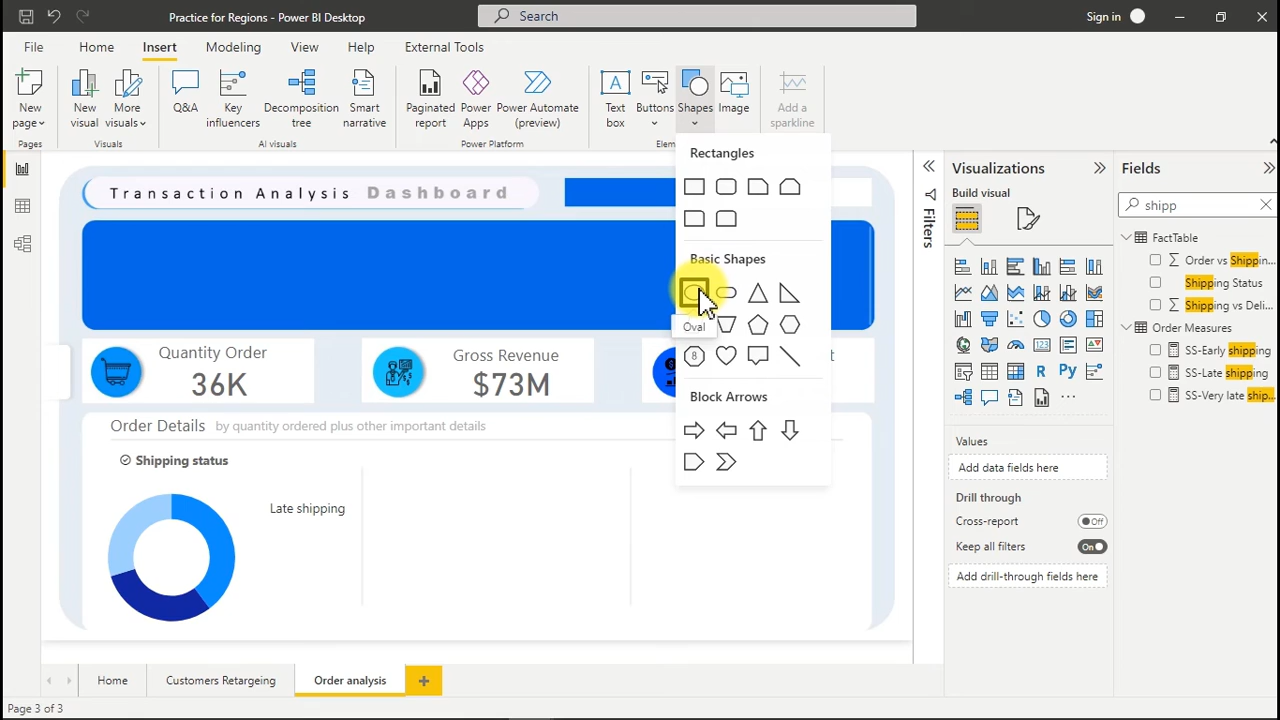 Practice for Regions - Power BI Desktop
Search
Sign in
File
Home
Insert
Modeling
View
Help
External Tools
New page
New visual
More visuals
Q&A
Key influencers
Decomposition tree
Smart narrative
Paginated report
Power Apps
Power Automate (preview)
Text box
Buttons
Shapes
Image
Add a sparkline
Pages
Visuals
AI visuals
Power Platform
Elem
Rectangles
Basic Shapes
Oval
8
Block Arrows
Transaction Analysis Dashboard
Quantity Order
36K
Gross Revenue
$73M
t
Order Details by quantity ordered plus other important details
Shipping status
Late shipping
Filters
Visualizations
Build visual
R
Py
123
Values
Add data fields here
Drill through
Cross-report
Off
Keep all filters
On
Add drill-through fields here
Fields
shipp
FactTable
Order vs Shippin...
Shipping Status
Shipping vs Deli...
Order Measures
SS-Early shipping
SS-Late shipping
SS-Very late ship...
Home
Customers Retargeing
Order analysis
Page 3 of 3